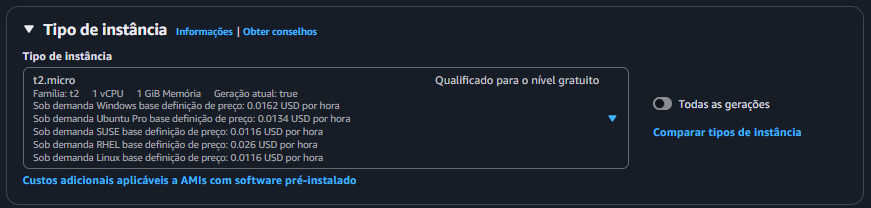 Tipo de instância Informações | Obter conselhos
Tipo de instância
t2.micro Qualificado para o nível gratuito
Família: t2 1 vCPU 1 GiB Memória Geração atual: true
Sob demanda Windows base definição de preço: 0.0162 USD por hora
Sob demanda Ubuntu Pro base definição de preço: 0.0134 USD por hora
Sob demanda SUSE base definição de preço: 0.0116 USD por hora
Sob demanda RHEL base definição de preço: 0.026 USD por hora
Sob demanda Linux base definição de preço: 0.0116 USD por hora
Todas as gerações
Comparar tipos de instância
Custos adicionais aplicáveis a AMIs com software pré-instalado